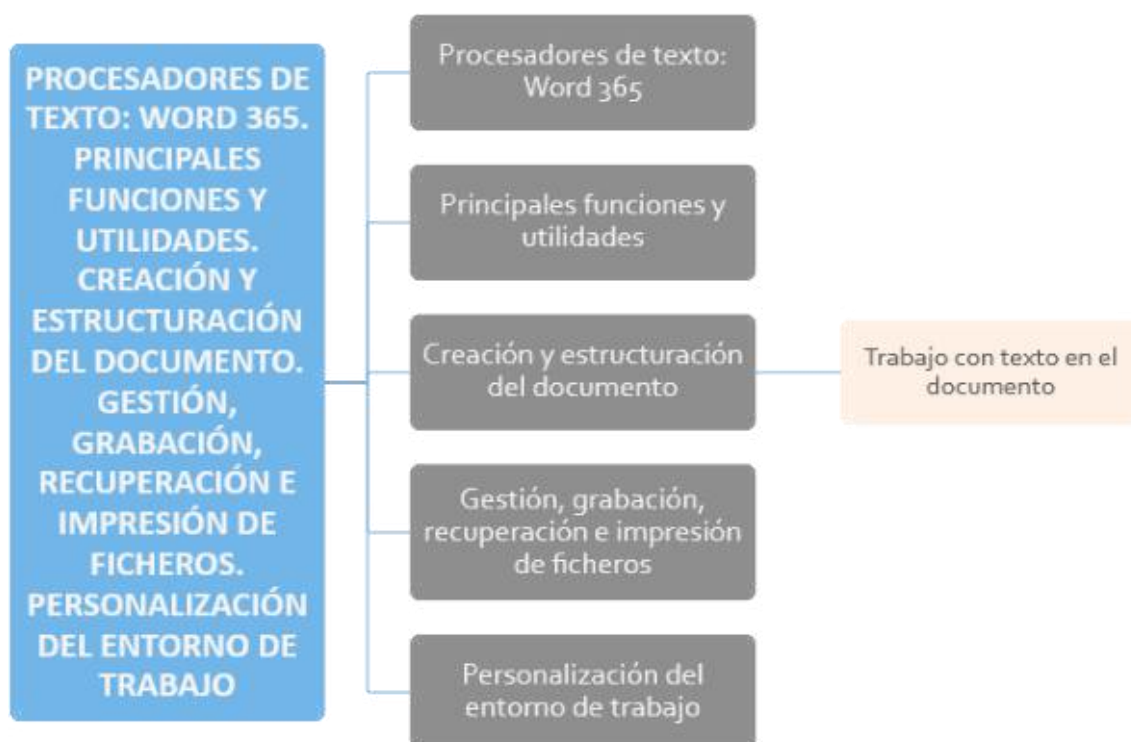 PROCESADORES DE
TEXTO: WORD 365.
PRINCIPALES
FUNCIONES Y
UTILIDADES.
CREACIÓN Y
ESTRUCTURACIÓN
DEL DOCUMENTO.
GESTIÓN,
GRABACIÓN,
RECUPERACIÓN E
IMPRESIÓN DE
FICHEROS.
PERSONALIZACIÓN
DEL ENTORNO DE
TRABAJO
Procesadores de texto:
Word 365
Principales funciones y
utilidades
Creación y estructuración
del documento
Trabajo con texto en el
documento
Gestión, grabación,
recuperación e impresión
de ficheros
Personalización del
entorno de trabajo